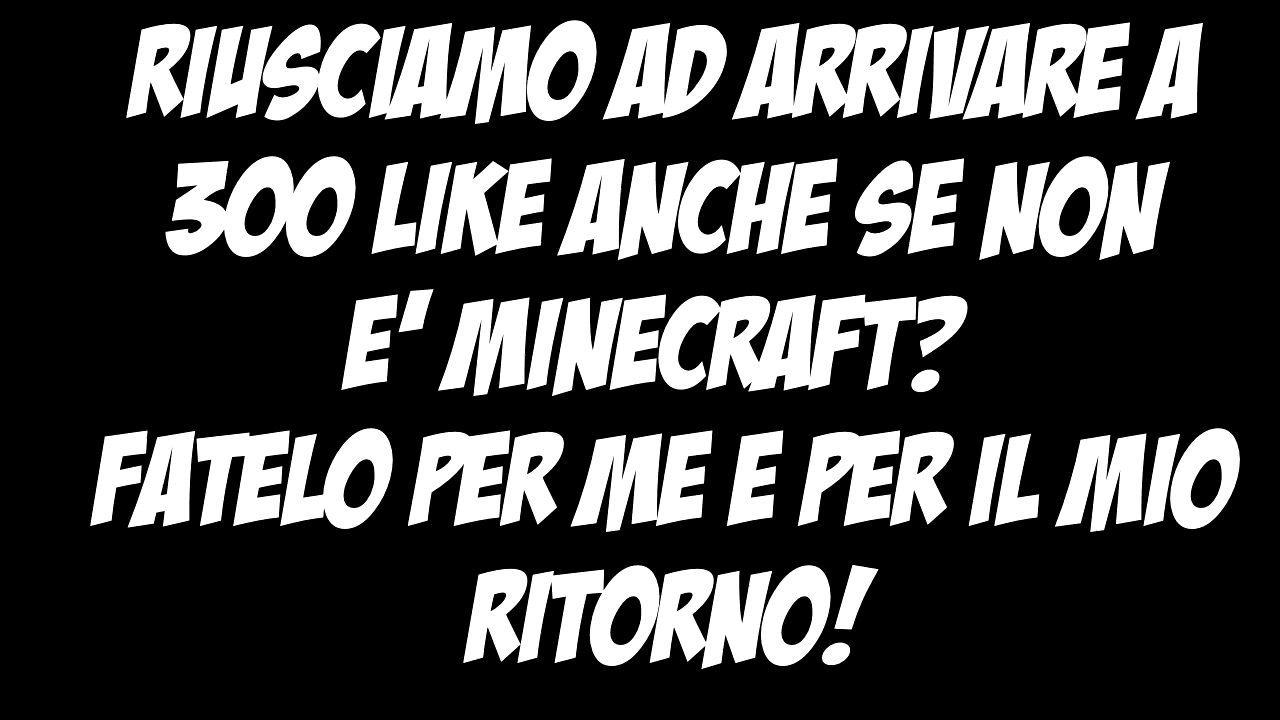 RIUSCIAMO AD ARRIVARE A
300 LIKE ANCHE SE NON
E' MINECRAFT?
FATELO PER ME E PER IL MIO
RITORNO!